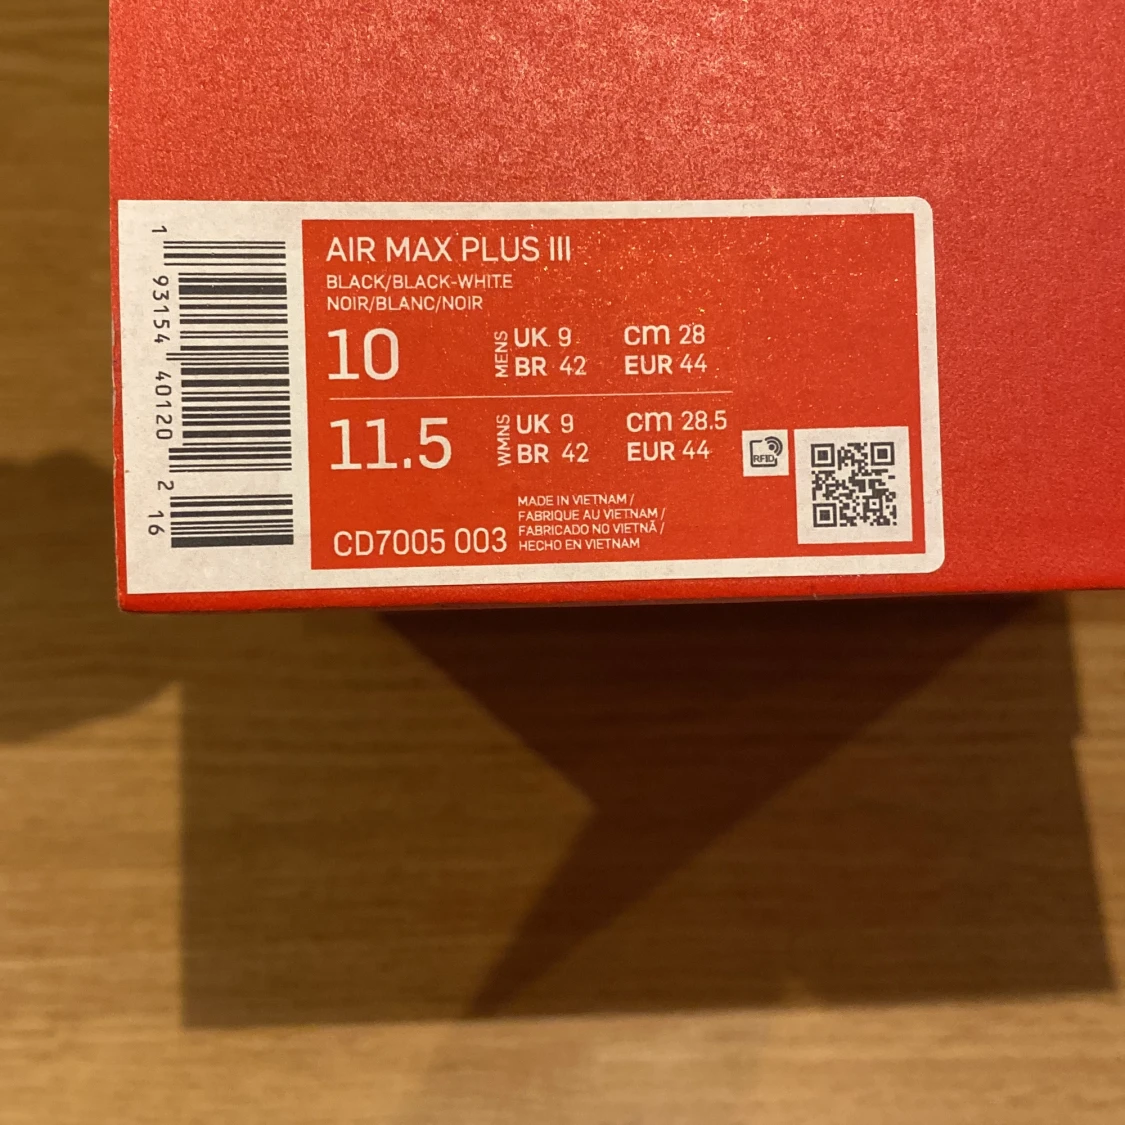 1 93154 40120 2 16
AIR MAX PLUS III
BLACK/BLACK-WHITE
NOIR/BLANC/NOIR
10 MENS UK 9 cm 28
BR 42 EUR 44
11.5 WMNS UK 9 cm 28.5
BR 42 EUR 44
RFID
MADE IN VIETNAM /
FABRIQUE AU VIETNAM /
FABRICADO NO VIETNÃ /
HECHO EN VIETNAM
CD7005 003